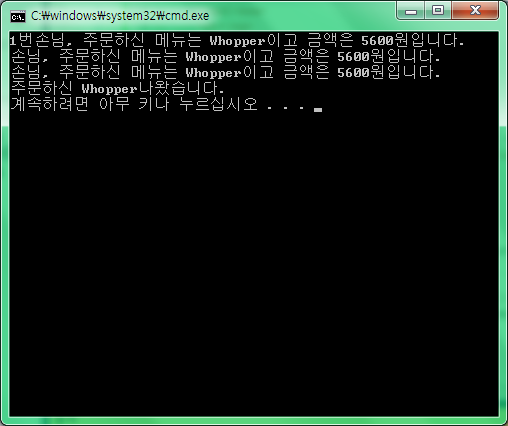 C:₩windows₩system32₩cmd.exe
1번손님, 주문하신 메뉴는 Whopper이고 금액은 5600원입니다.
손님, 주문하신 메뉴는 Whopper이고 금액은 5600원입니다.
손님, 주문하신 메뉴는 Whopper이고 금액은 5600원입니다.
주문하신 Whopper나왔습니다.
계속하려면 아무 키나 누르십시오 . . .